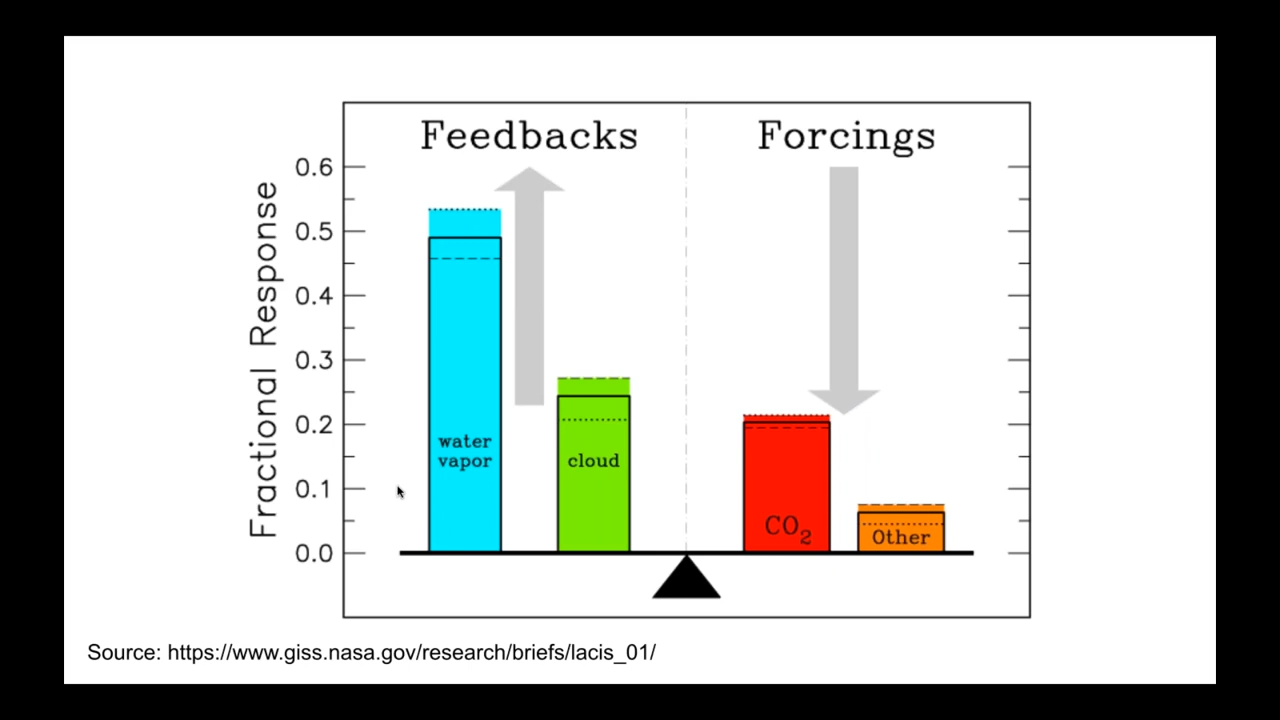 Feedbacks
Forcings
Fractional Response
0.6
0.5
0.4
0.3
0.2
0.1
0.0
water
vapor
cloud
CO₂
Other
Source: https://www.giss.nasa.gov/research/briefs/lacis_01/